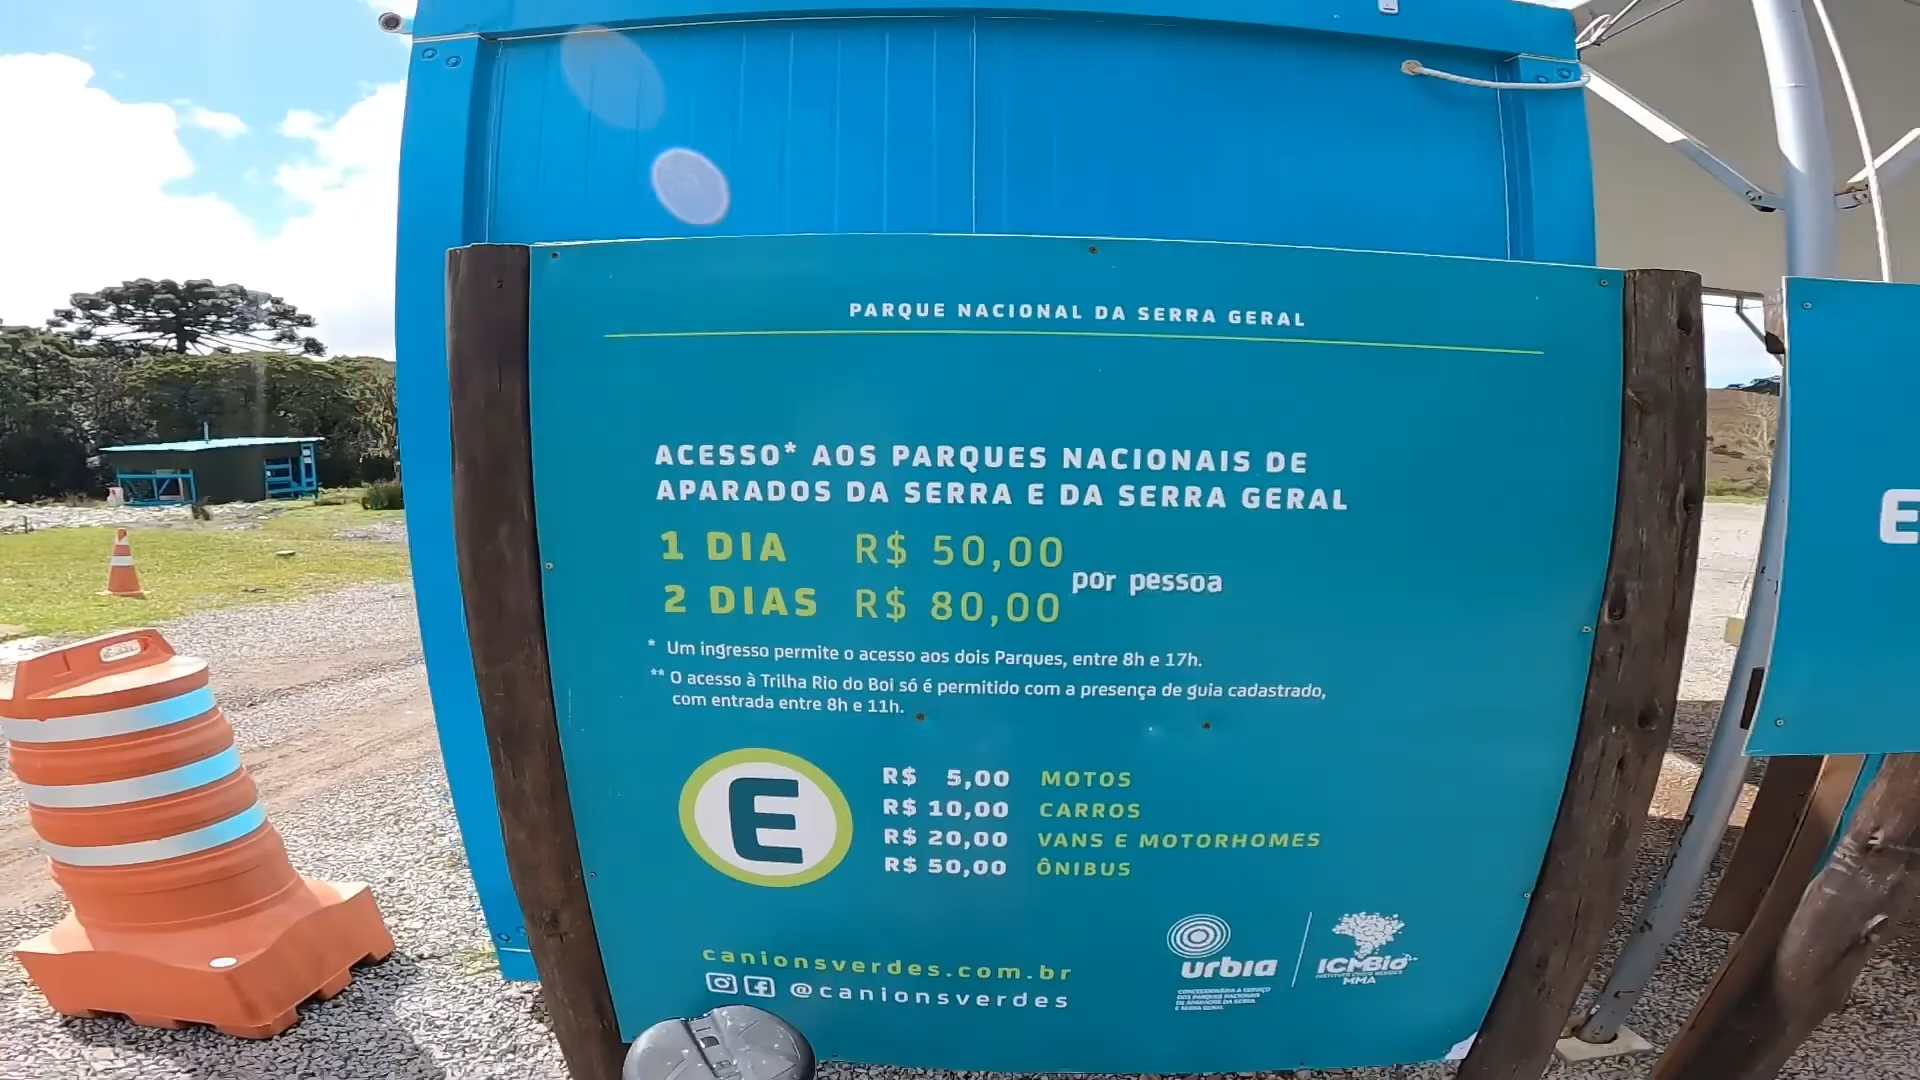 PARQUE NACIONAL DA SERRA GERAL
ACESSO* AOS PARQUES NACIONAIS DE
APARADOS DA SERRA E DA SERRA GERAL
1 DIA R$ 50,00
por pessoa
2 DIAS R$ 80,00
* Um ingresso permite o acesso aos dois Parques, entre 8h e 17h.
** O acesso à Trilha Rio do Boi só é permitido com a presença de guia cadastrado,
com entrada entre 8h e 11h.
E
R$ 5,00 MOTOS
R$ 10,00 CARROS
R$ 20,00 VANS E MOTORHOMES
R$ 50,00 ÔNIBUS
canionsverdes.com.br
@canionsverdes
urbia
CONCESSIONÁRIA A SERVIÇO
DOS PARQUES NACIONAIS
DE APARADOS DA SERRA
E SERRA GERAL
ICMBio
INSTITUTO CHICO MENDES
MMA
E